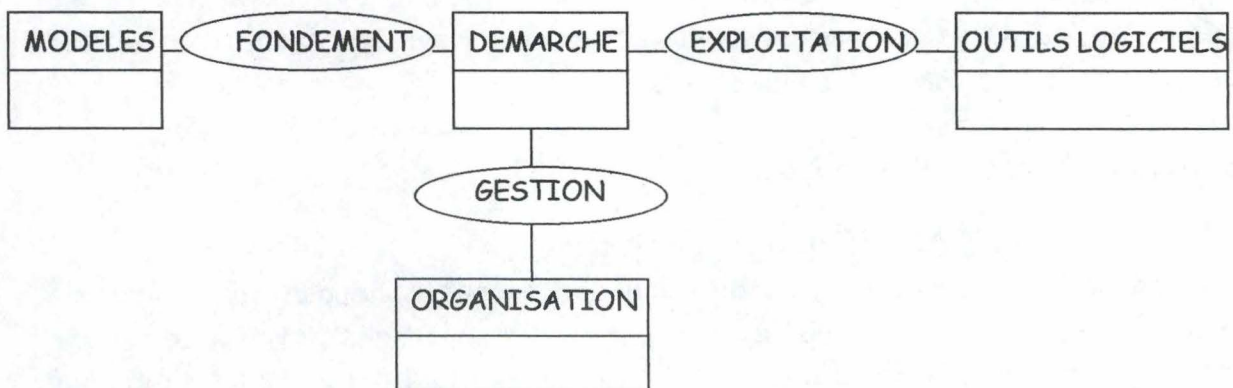 MODELES FONDEMENT DEMARCHE EXPLOITATION OUTILS LOGICIELS
GESTION
ORGANISATION